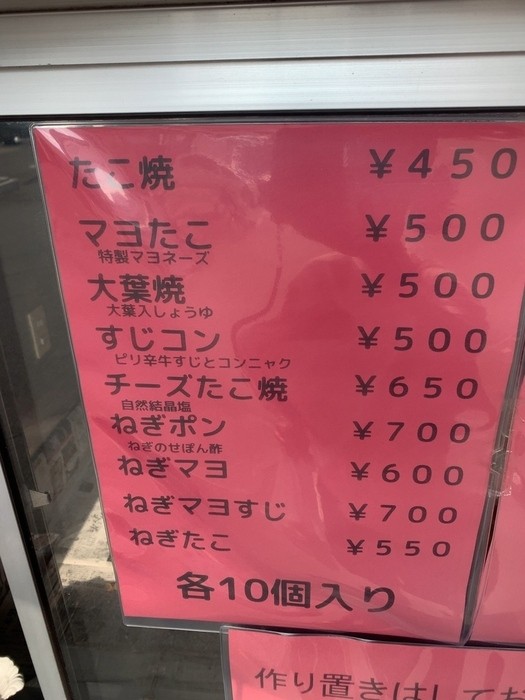 たこ焼 ￥４５０
マヨたこ ￥５００
特製マヨネーズ
大葉焼 ￥５００
大葉入しょうゆ
すじコン ￥５００
ピリ辛牛すじとコンニャク
チーズたこ焼 ￥６５０
自然結晶塩
ねぎポン ￥７００
ねぎのせぽん酢
ねぎマヨ ￥６００
ねぎマヨすじ ￥７００
ねぎたこ ￥５５０
各10個入り
作り置きはして